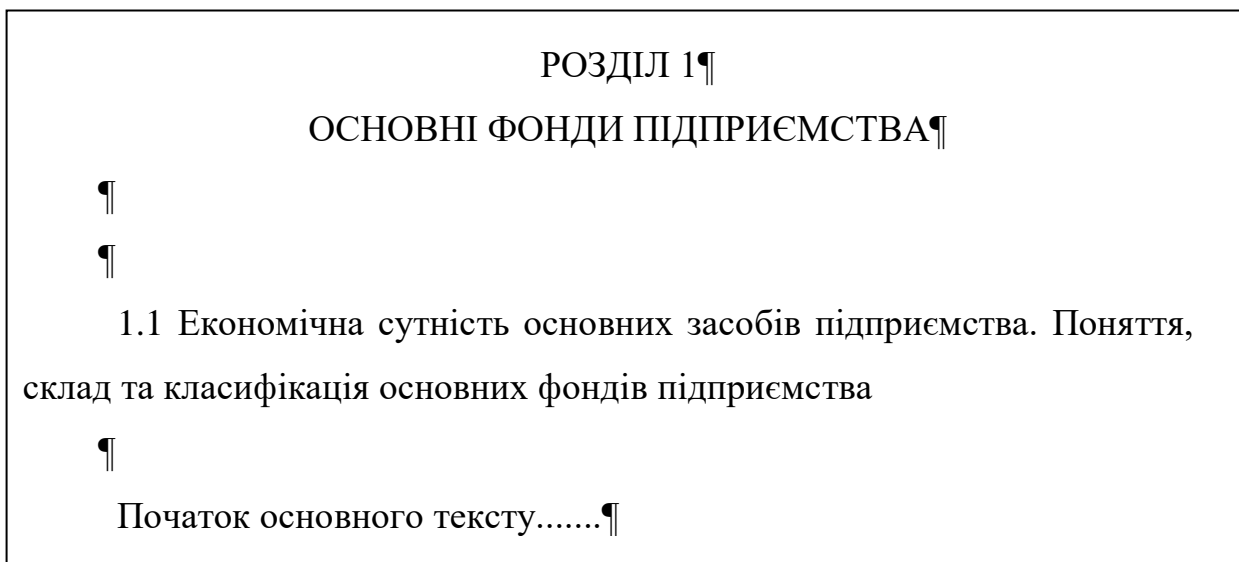 РОЗДІЛ 1¶
ОСНОВНІ ФОНДИ ПІДПРИЄМСТВА¶
¶
¶
1.1 Економічна сутність основних засобів підприємства. Поняття,
склад та класифікація основних фондів підприємства
¶
Початок основного тексту.......¶